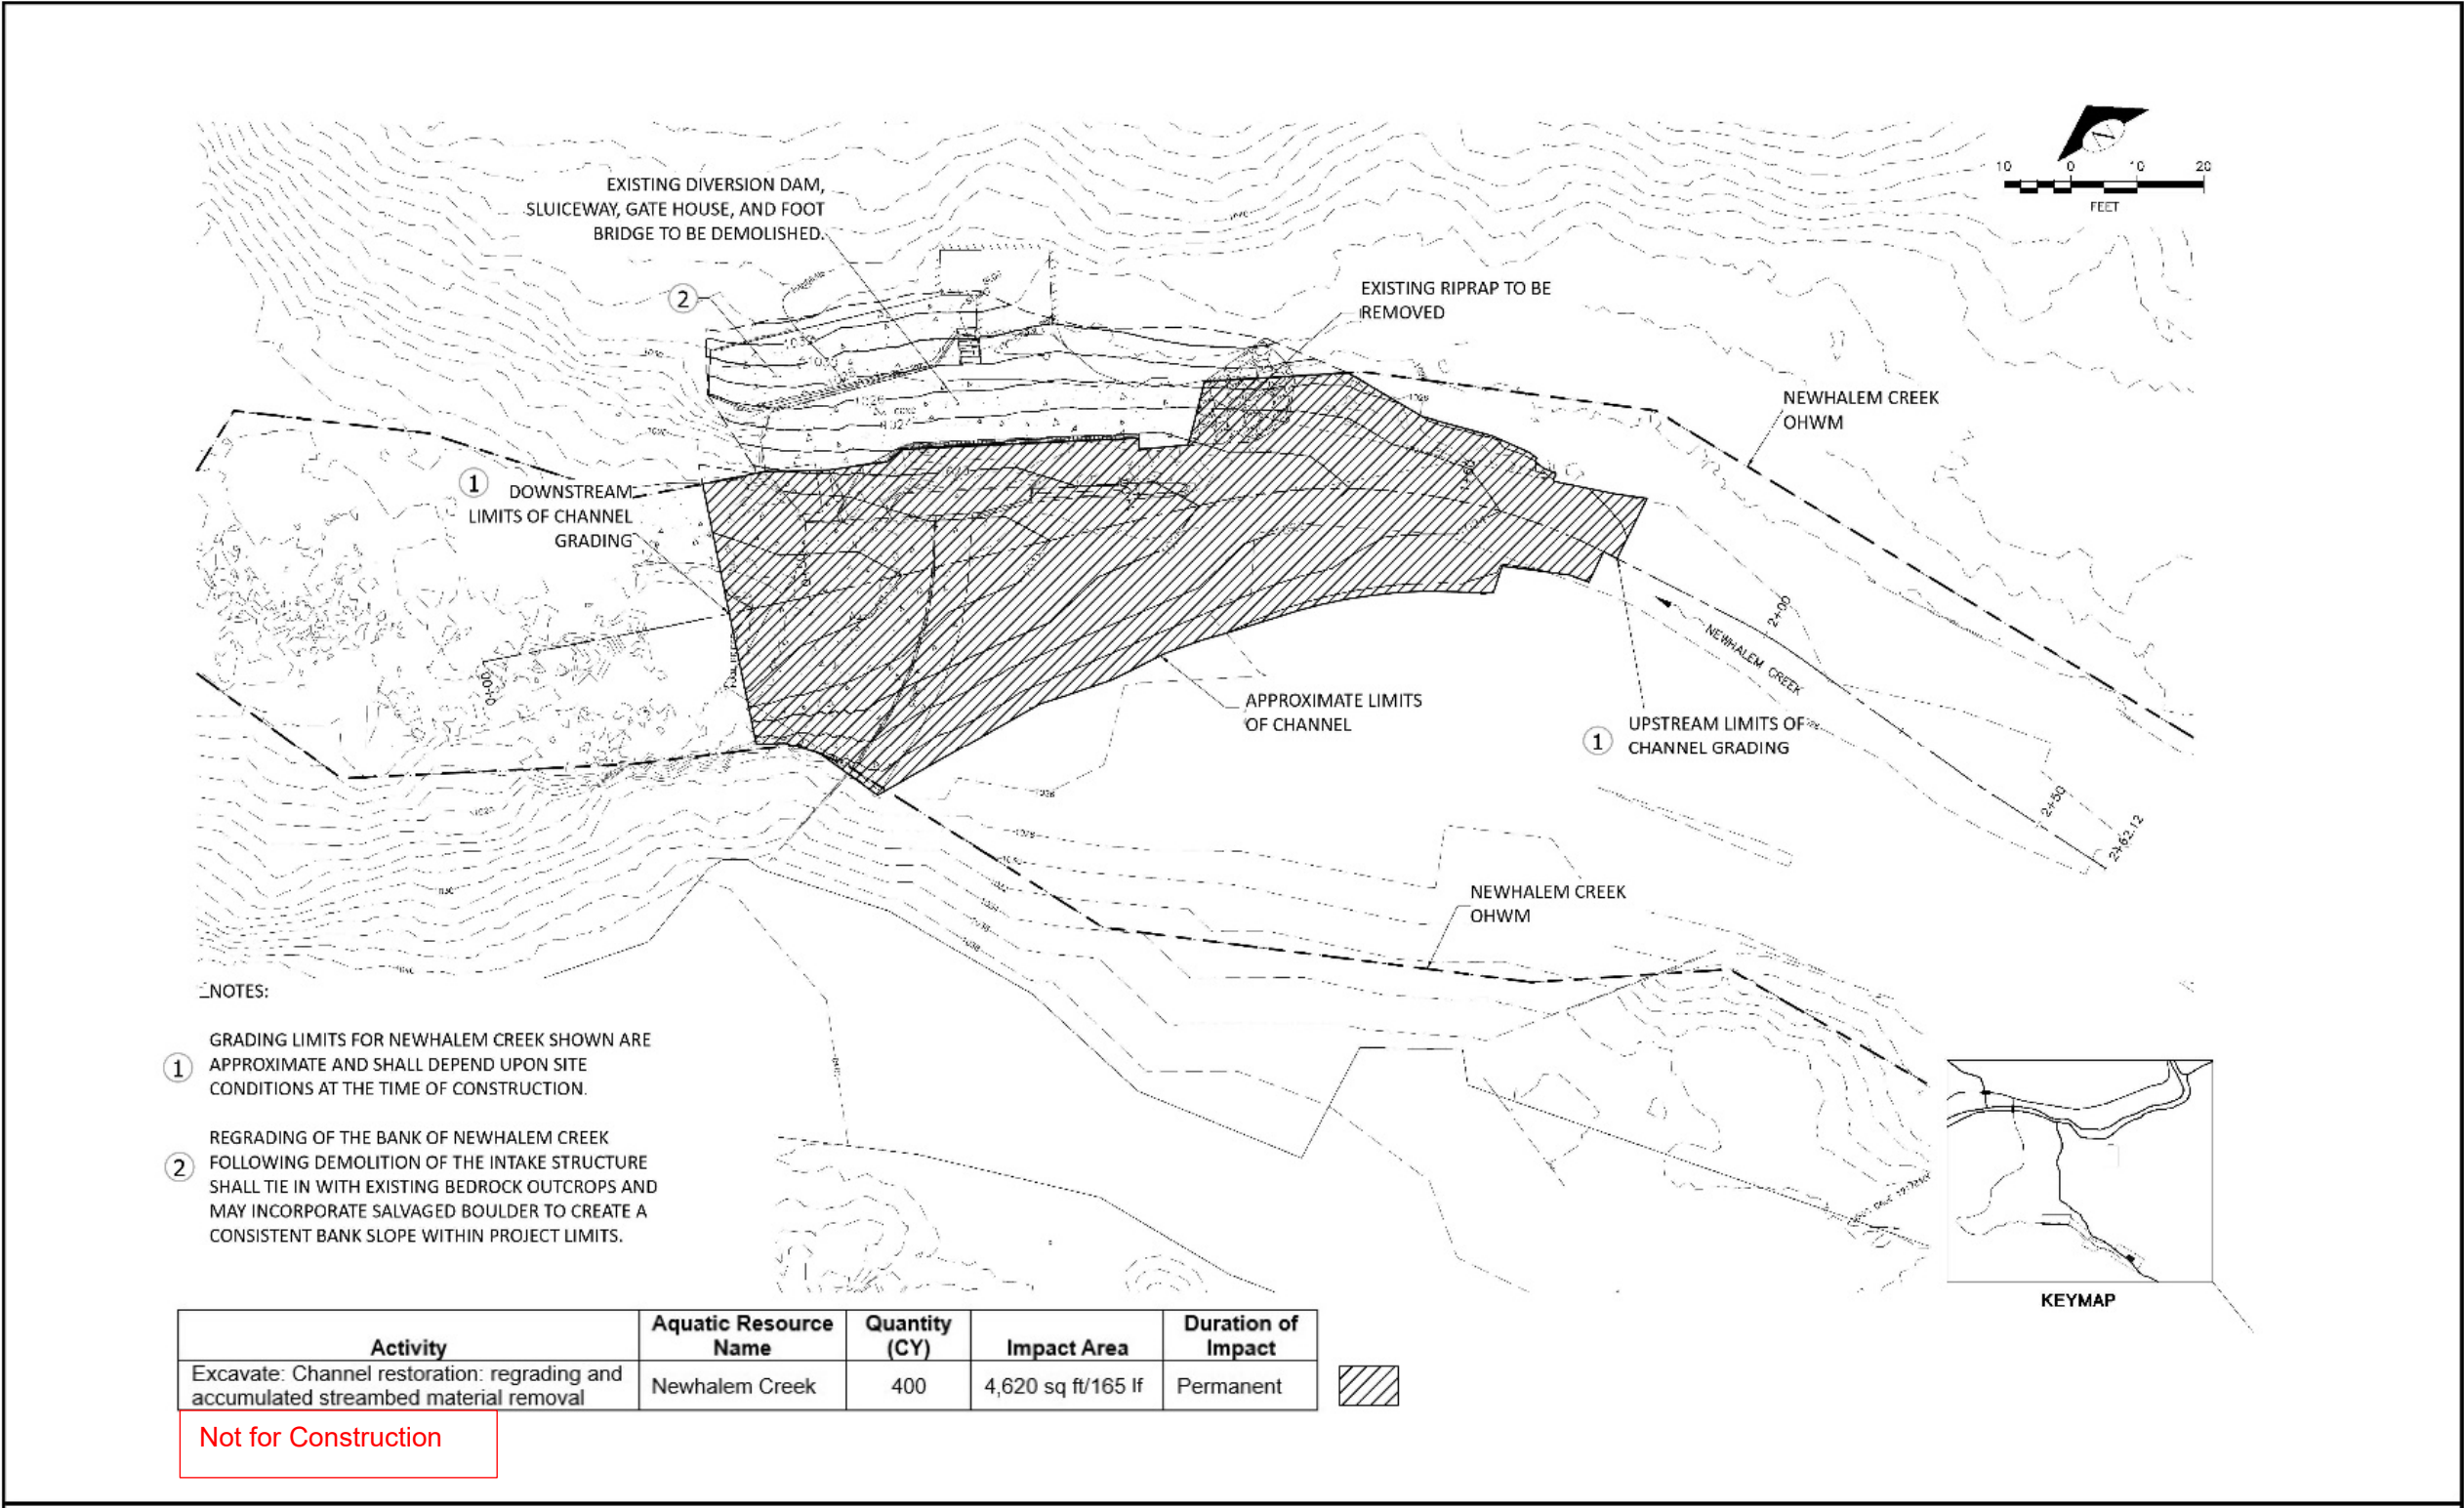 10 0 10 20
FEET
EXISTING DIVERSION DAM,
SLUICEWAY, GATE HOUSE, AND FOOT
BRIDGE TO BE DEMOLISHED.
2
EXISTING RIPRAP TO BE
REMOVED
NEWHALEM CREEK
OHWM
1 DOWNSTREAM
LIMITS OF CHANNEL
GRADING
0+00
2+00
NEWHALEM CREEK
APPROXIMATE LIMITS
OF CHANNEL
1 UPSTREAM LIMITS OF
CHANNEL GRADING
2+50
2+62.12
NEWHALEM CREEK
OHWM
NOTES:
GRADING LIMITS FOR NEWHALEM CREEK SHOWN ARE
1 APPROXIMATE AND SHALL DEPEND UPON SITE
CONDITIONS AT THE TIME OF CONSTRUCTION.
REGRADING OF THE BANK OF NEWHALEM CREEK
2 FOLLOWING DEMOLITION OF THE INTAKE STRUCTURE
SHALL TIE IN WITH EXISTING BEDROCK OUTCROPS AND
MAY INCORPORATE SALVAGED BOULDER TO CREATE A
CONSISTENT BANK SLOPE WITHIN PROJECT LIMITS.
KEYMAP
Activity
Aquatic Resource
Name
Quantity
(CY)
Impact Area
Duration of
Impact
Excavate: Channel restoration: regrading and
accumulated streambed material removal
Newhalem Creek
400
4,620 sq ft/165 lf
Permanent
Not for Construction